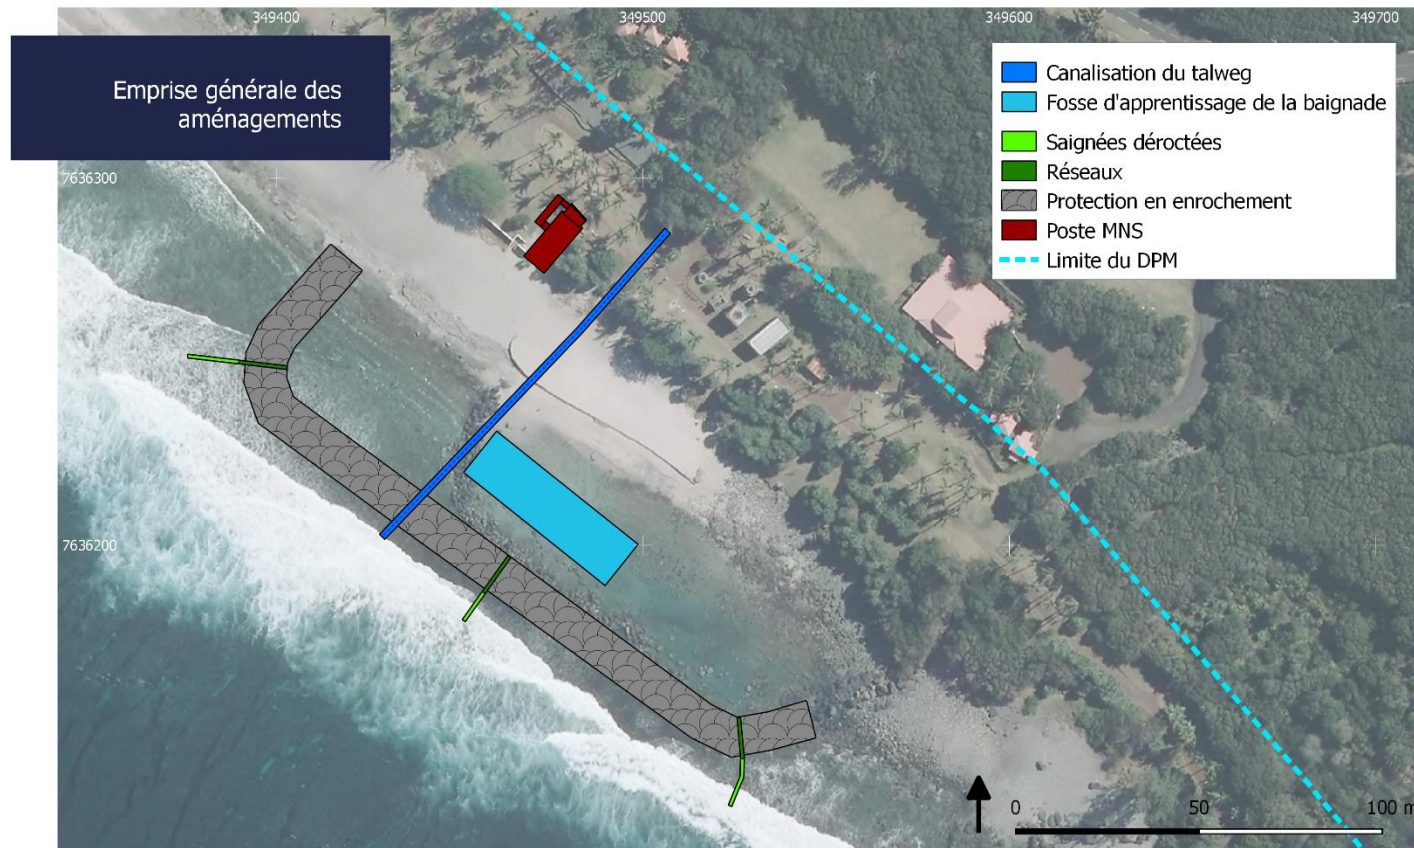 349400
349500
349600
349700
Emprise générale des
aménagements
Canalisation du talweg
Fosse d'apprentissage de la baignade
Saignées déroctées
Réseaux
Protection en enrochement
Poste MNS
Limite du DPM
7636300
7636200
0
50
100 m